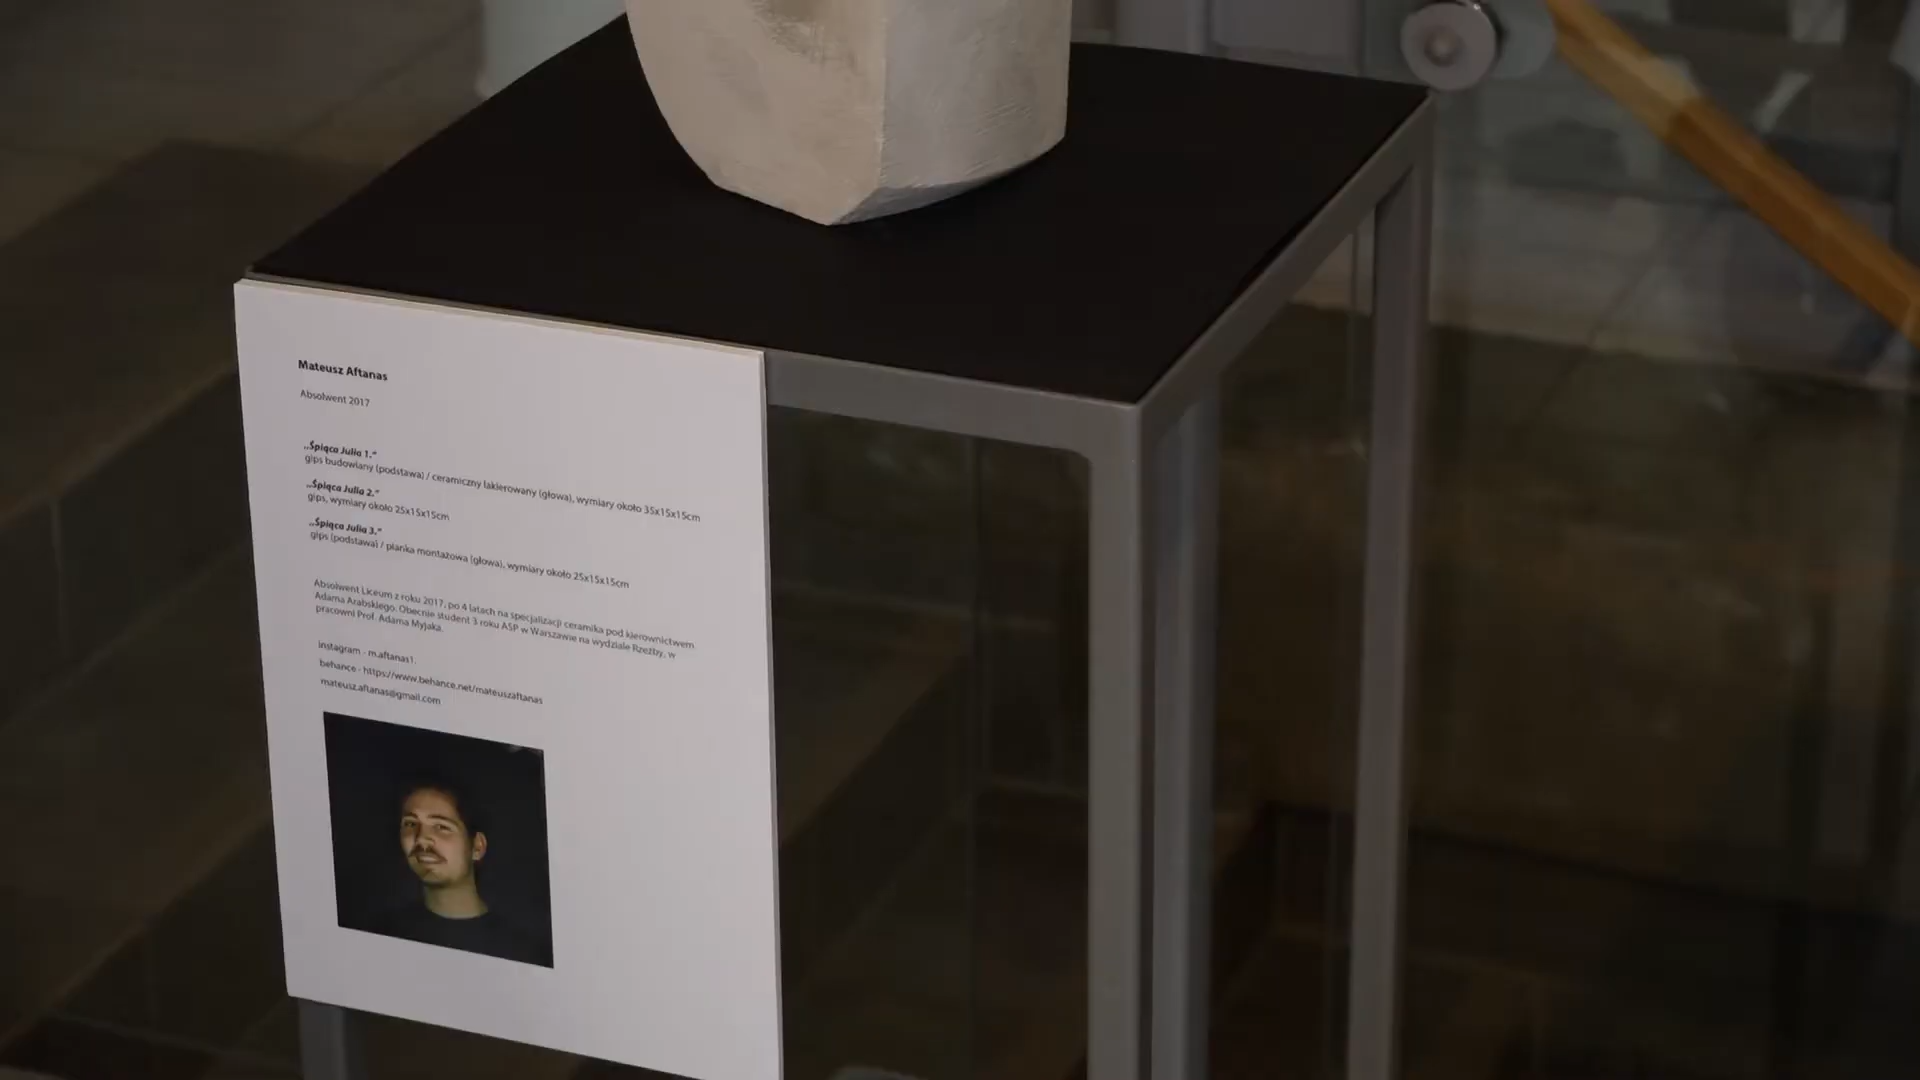 Mateusz Aftanas
Absolwent 2017
„Śpiąca Julia 1."
gips budowlany (podstawa) / ceramiczny lakierowany (głowa), wymiary około 35x15x15cm
„Śpiąca Julia 2."
gips, wymiary około 25x15x15cm
„Śpiąca Julia 3."
gips (podstawa) / pianka montażowa (głowa), wymiary około 25x15x15cm
Absolwent Liceum z roku 2017, po 4 latach na specjalizacji ceramika pod kierownictwem
Adama Arabskiego. Obecnie student 3 roku ASP w Warszawie na wydziale Rzeźby, w
pracowni Prof. Adama Myjaka.
instagram - m.aftanas1.
behance - https://www.behance.net/mateuszaftanas
mateusz.aftanas@gmail.com